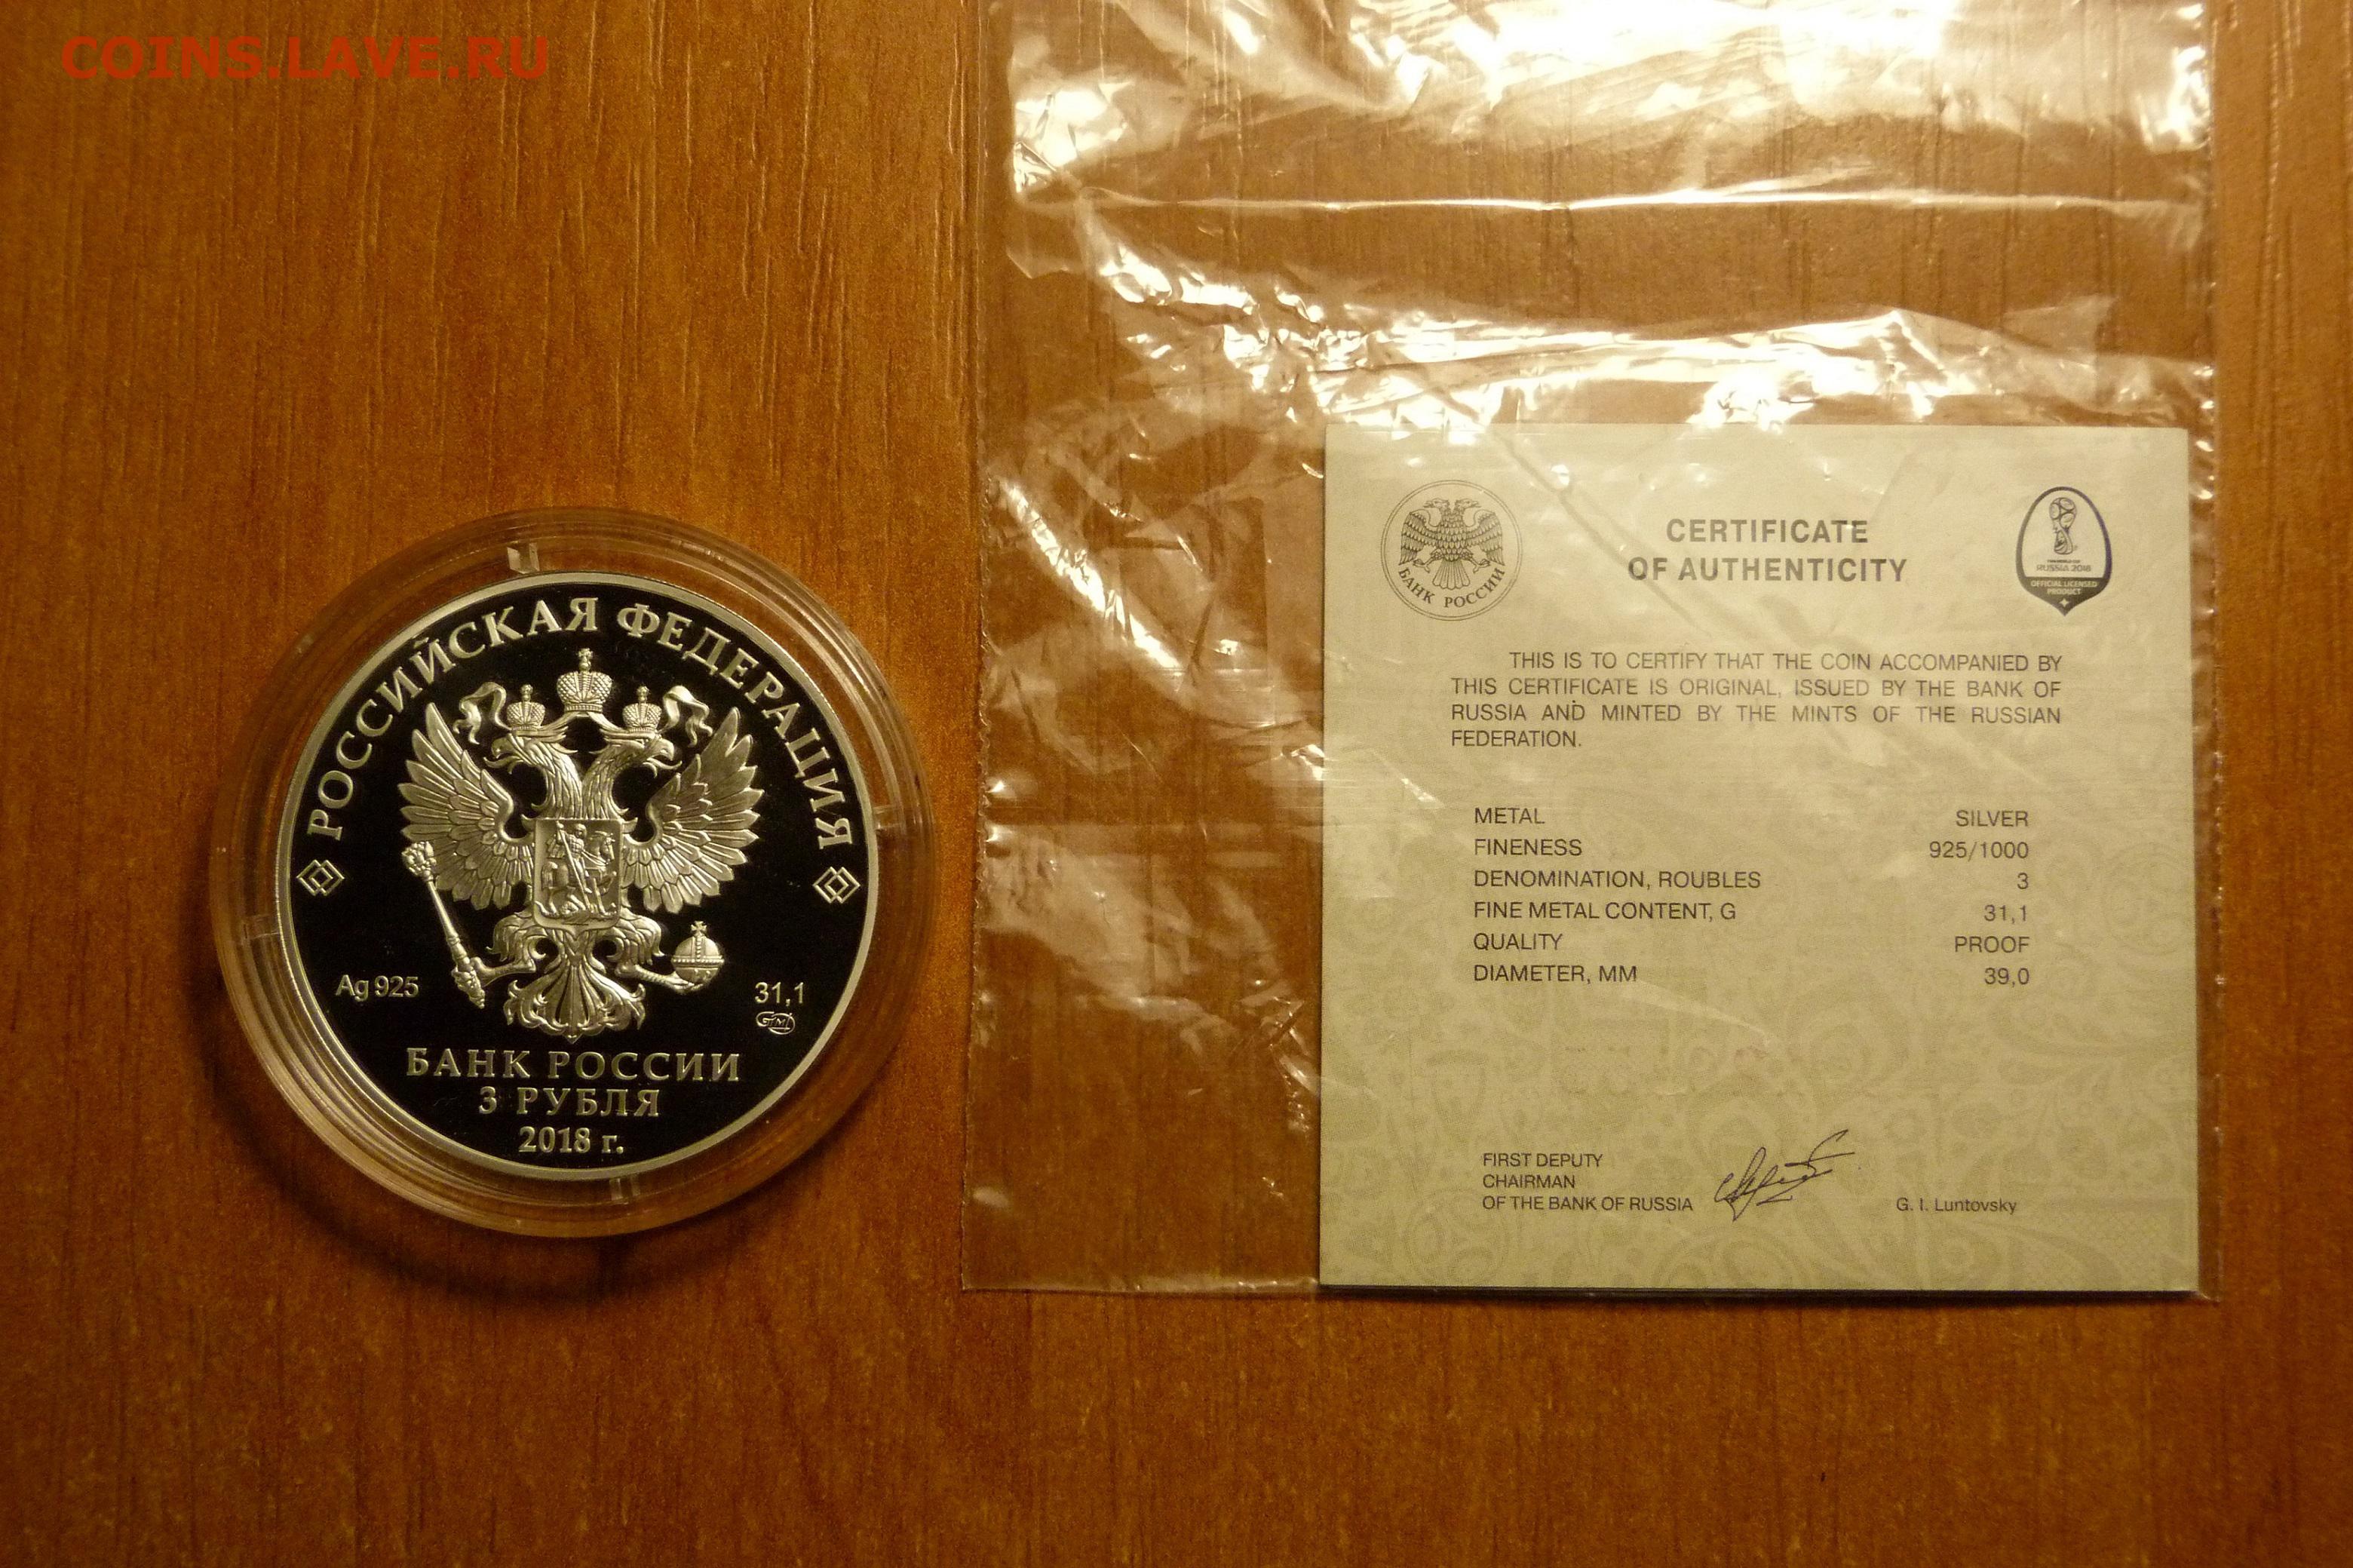 COINS.LAVE.RU
РОССИЙСКАЯ ФЕДЕРАЦИЯ
Ag 925
31,1
БАНК РОССИИ
3 РУБЛЯ
2018 г.
БАНК РОССИИ
CERTIFICATE
OF AUTHENTICITY
RUSSIA 2018
OFFICIAL LICENSED
PRODUCT
THIS IS TO CERTIFY THAT THE COIN ACCOMPANIED BY
THIS CERTIFICATE IS ORIGINAL, ISSUED BY THE BANK OF
RUSSIA AND MINTED BY THE MINTS OF THE RUSSIAN
FEDERATION.
METAL SILVER
FINENESS 925/1000
DENOMINATION, ROUBLES 3
FINE METAL CONTENT, G 31,1
QUALITY PROOF
DIAMETER, MM 39,0
FIRST DEPUTY
CHAIRMAN
OF THE BANK OF RUSSIA G. I. Luntovsky